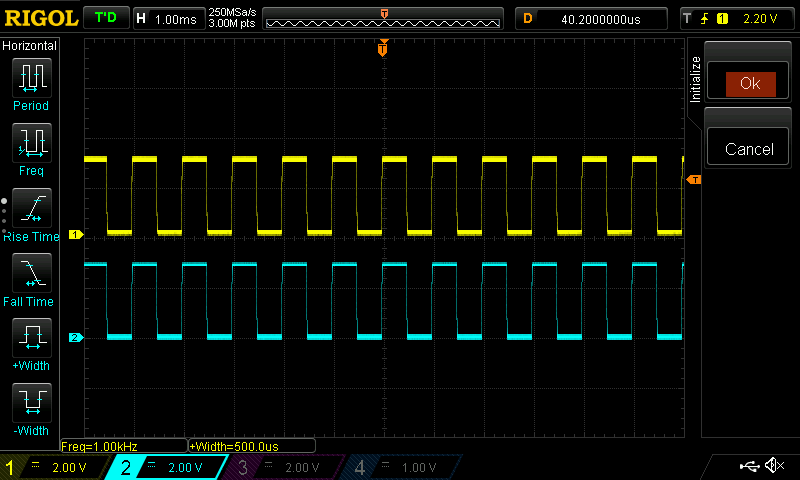 RIGOL T'D H 1.00ms 250MSa/s 3.00M pts T D 40.2000000us T 1 2.20 V
Horizontal
T
Period
Freq
Rise Time
Fall Time
+Width
-Width
1
2
T
Initialize
Ok
Cancel
Freq=1.00kHz +Width=500.0us
1 2.00 V 2 2.00 V 3 2.00 V 4 1.00 V